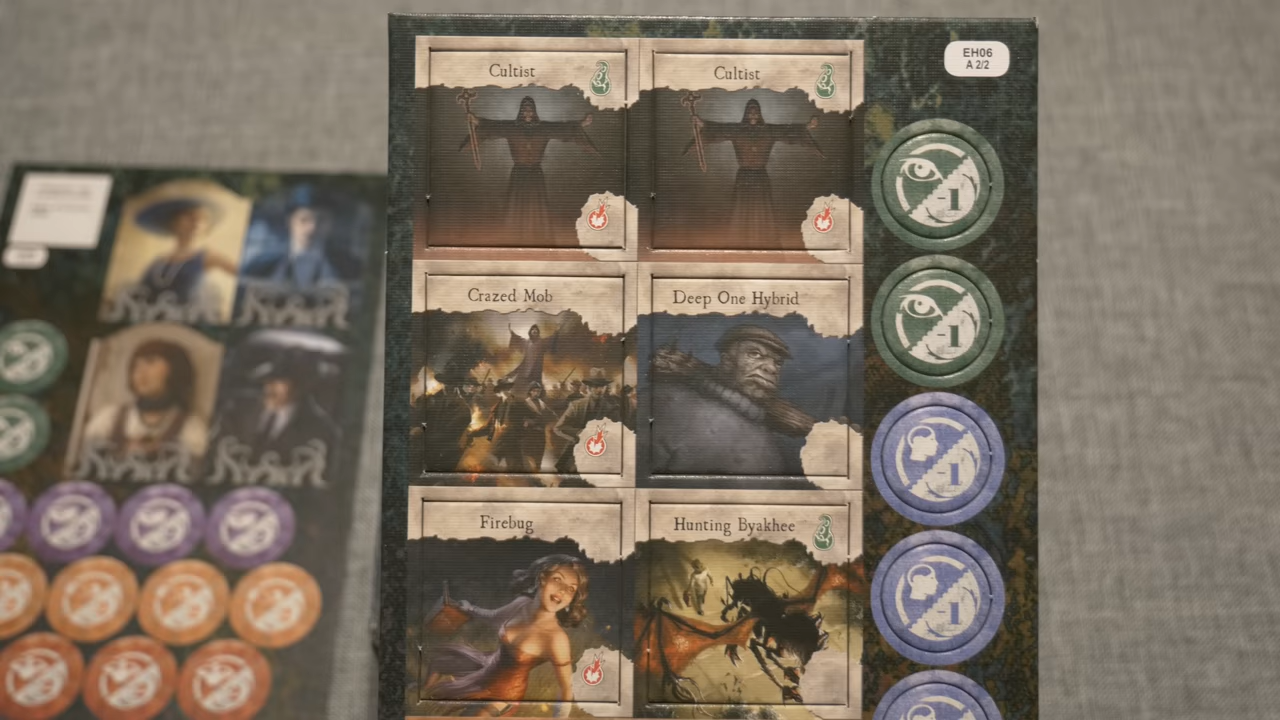 EH06
A 2/2
Cultist
Cultist
-1
Crazed Mob
Deep One Hybrid
-1
-1
Firebug
Hunting Byakhee
-1